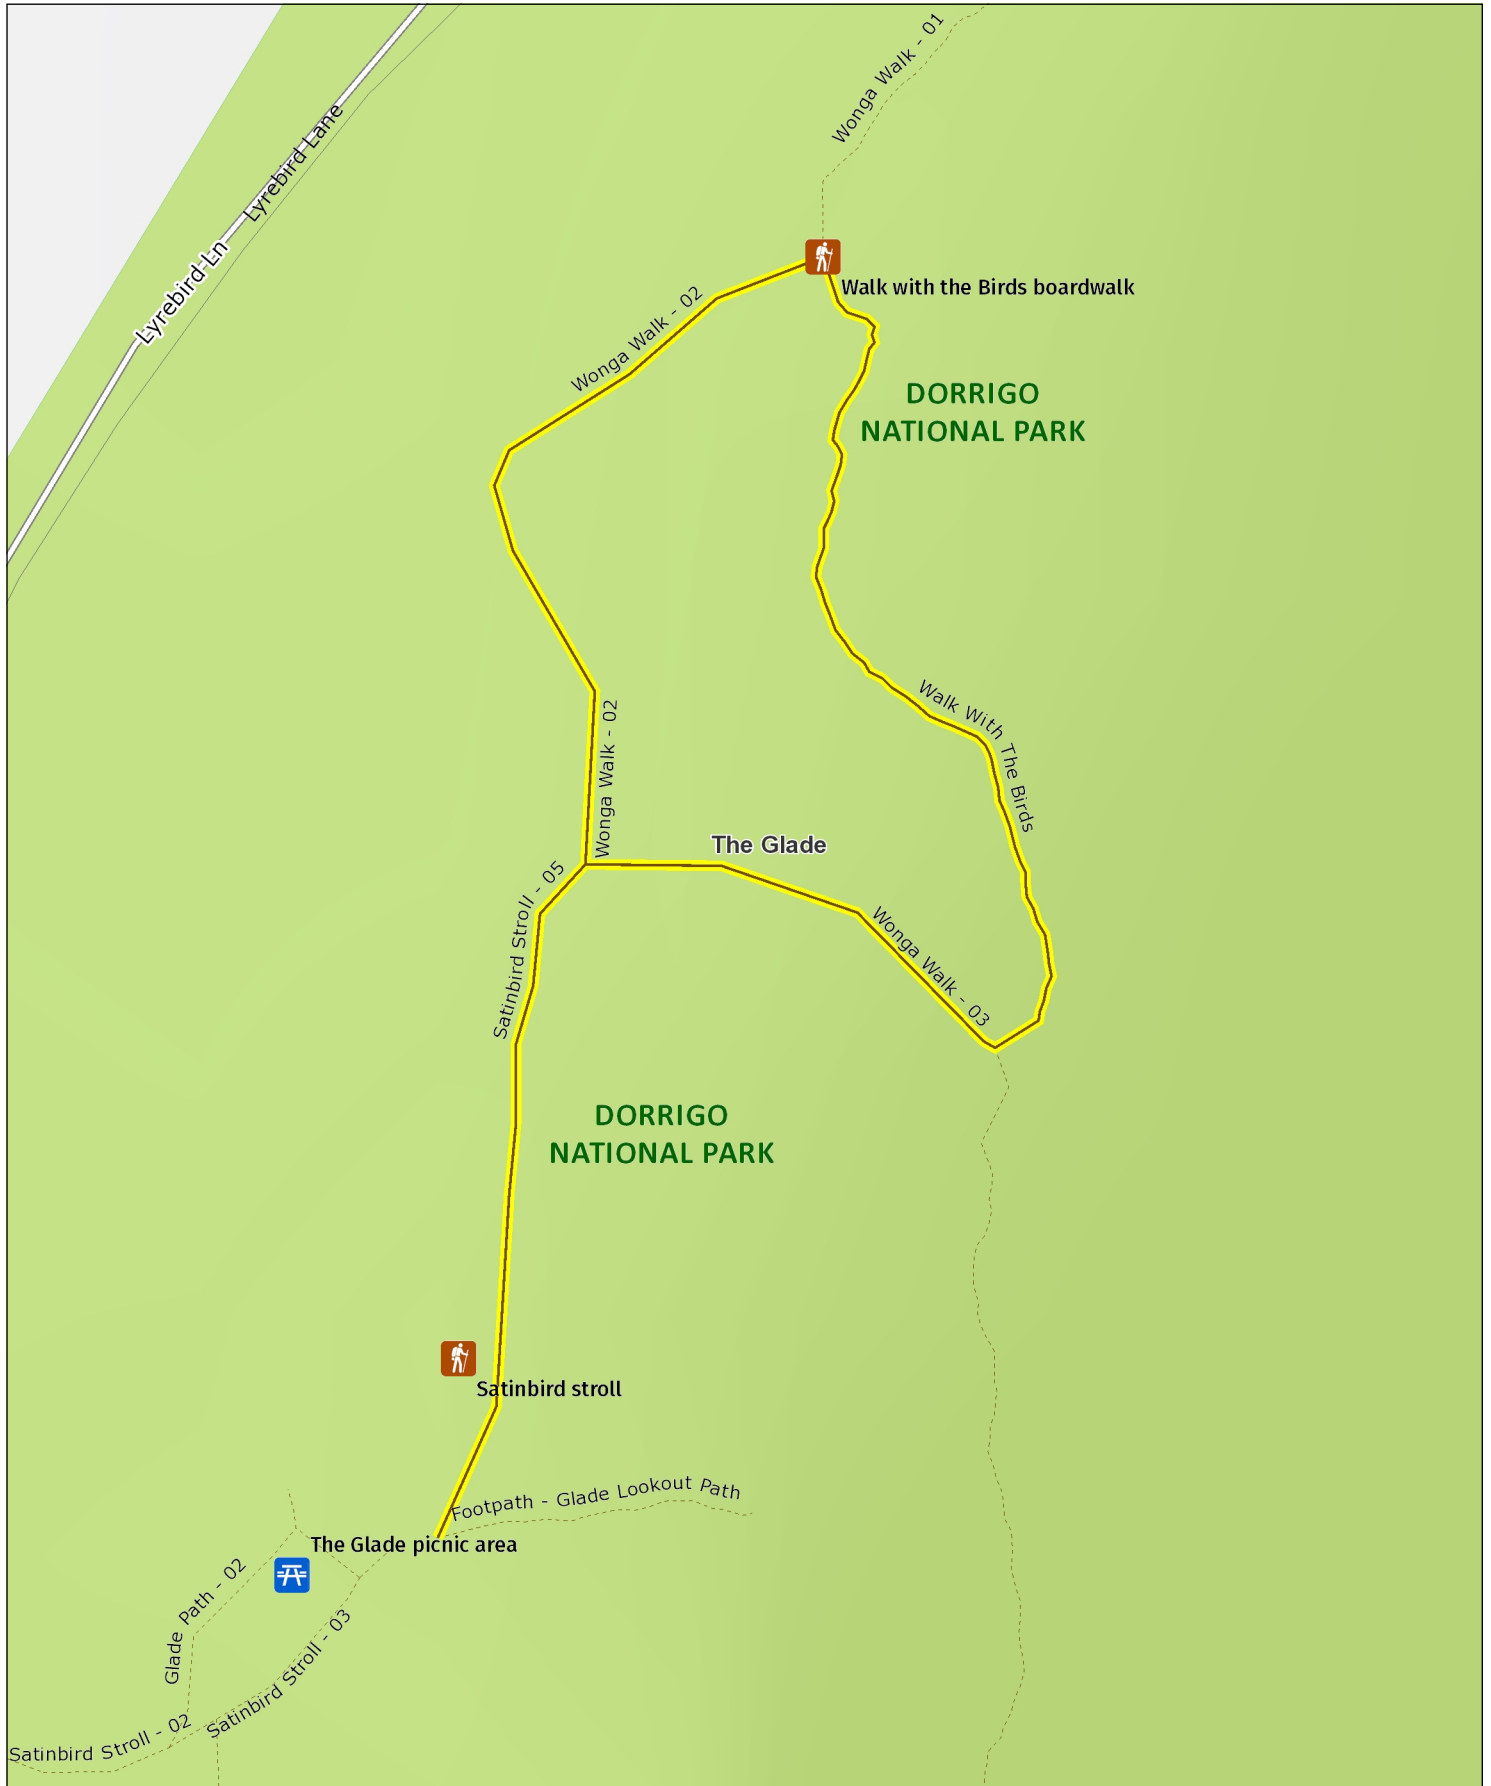 Wonga Walk - 01
Lyrebird Lane
Lyrebird Ln
Walk with the Birds boardwalk
Wonga Walk - 02
DORRIGO
NATIONAL PARK
Walk With The Birds
Wonga Walk - 02
The Glade
Satinbird Stroll - 05
Wonga Walk - 03
DORRIGO
NATIONAL PARK
Satinbird stroll
Footpath - Glade Lookout Path
The Glade picnic area
Glade Path - 02
Satinbird Stroll - 03
Satinbird Stroll - 02